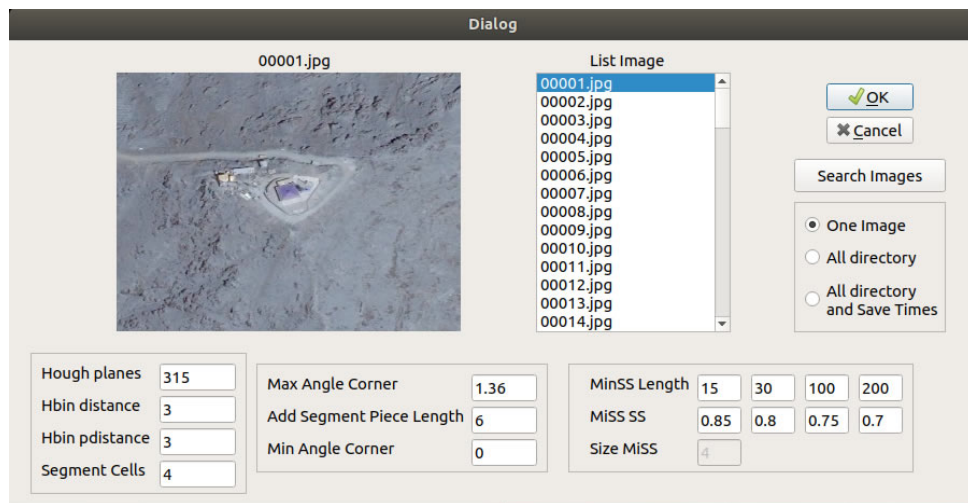 Dialog
00001.jpg
List Image
00001.jpg
00002.jpg
00003.jpg
00004.jpg
00005.jpg
00006.jpg
00007.jpg
00008.jpg
00009.jpg
00010.jpg
00011.jpg
00012.jpg
00013.jpg
00014.jpg
OK
Cancel
Search Images
One Image
All directory
All directory
and Save Times
Hough planes 315
Hbin distance 3
Hbin pdistance 3
Segment Cells 4
Max Angle Corner 1.36
Add Segment Piece Length 6
Min Angle Corner 0
MinSS Length 15 30 100 200
MiSS SS 0.85 0.8 0.75 0.7
Size MiSS 4